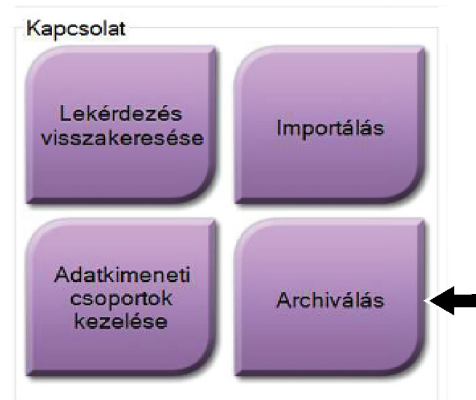 Kapcsolat
Lekérdezés
visszakeresése
Importálás
Adatkimeneti
csoportok
kezelése
Archiválás